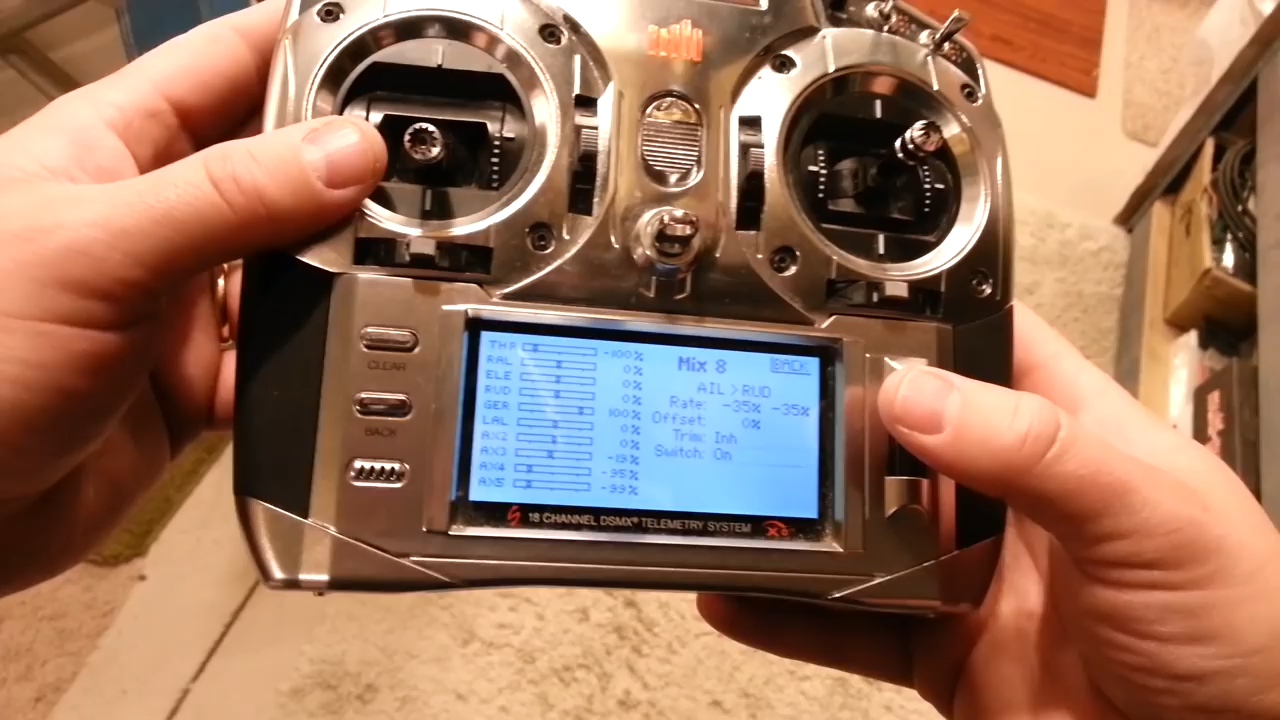 CLEAR
BACK
THR -100%
RAL 0%
ELE 0%
RUD 0%
GER 100%
LAL 0%
AX2 0%
AX3 -19%
AX4 -95%
AX5 -99%
Mix 8 BACK
AIL > RUD
Rate: -35% -35%
Offset: 0%
Trim: Inh
Switch: On
18 CHANNEL DSMX® TELEMETRY SYSTEM